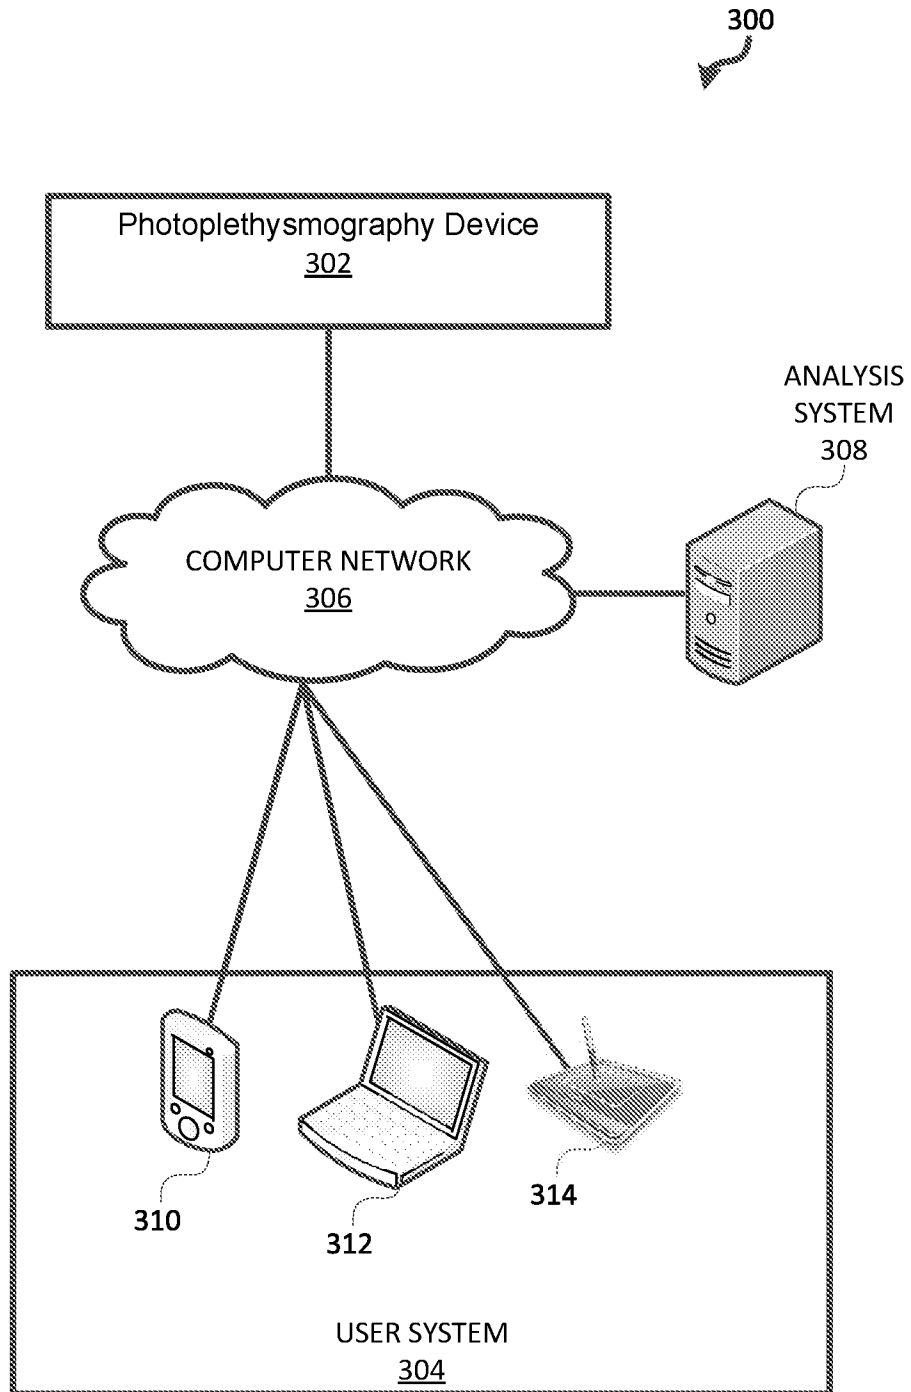 300
Photoplethysmography Device
302
ANALYSIS
SYSTEM
308
COMPUTER NETWORK
306
310
312
314
USER SYSTEM
304